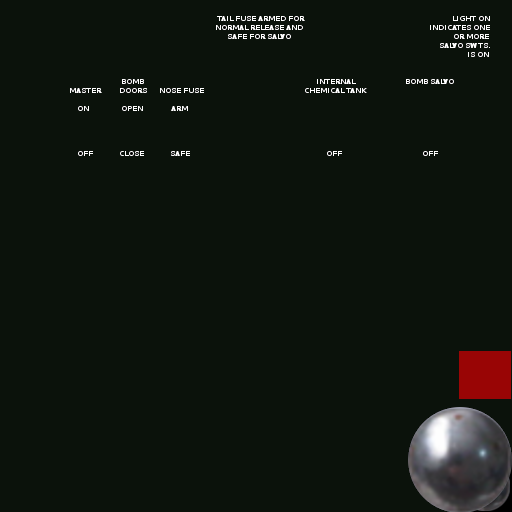 TAIL FUSE ARMED FOR
NORMAL RELEASE AND
SAFE FOR SALVO
LIGHT ON
INDICATES ONE
OR MORE
SALVO SWTS.
IS ON
MASTER
BOMB
DOORS
NOSE FUSE
INTERNAL
CHEMICAL TANK
BOMB SALVO
ON
OPEN
ARM
OFF
CLOSE
SAFE
OFF
OFF